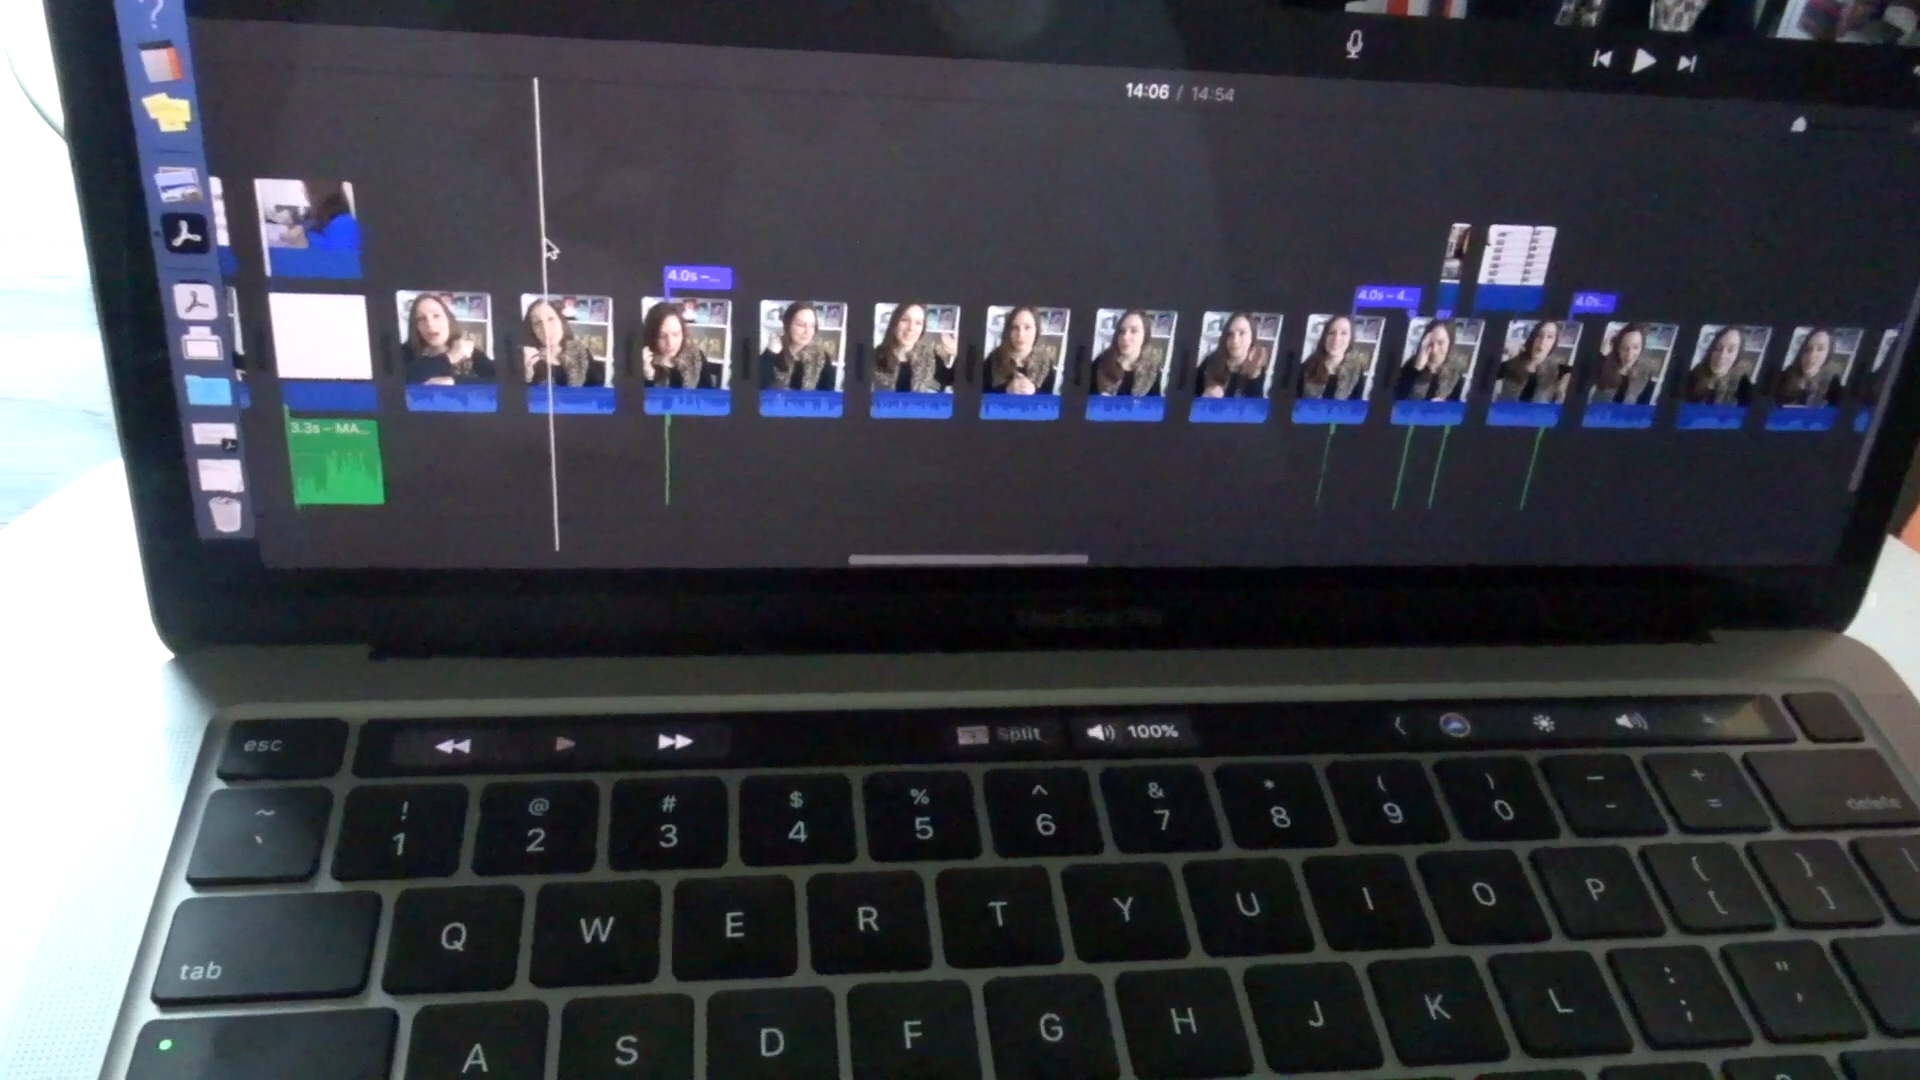 14:06 / 14:54
4.0s –...
4.0s – 4...
4.0s...
3.3s – MA...
esc
Split
100%
~ ! @ # $ % ^ & * ( ) _ +
` 1 2 3 4 5 6 7 8 9 0 - = delete
tab Q W E R T Y U I O P { [ } ]
A S D F G H J K L : ; " '